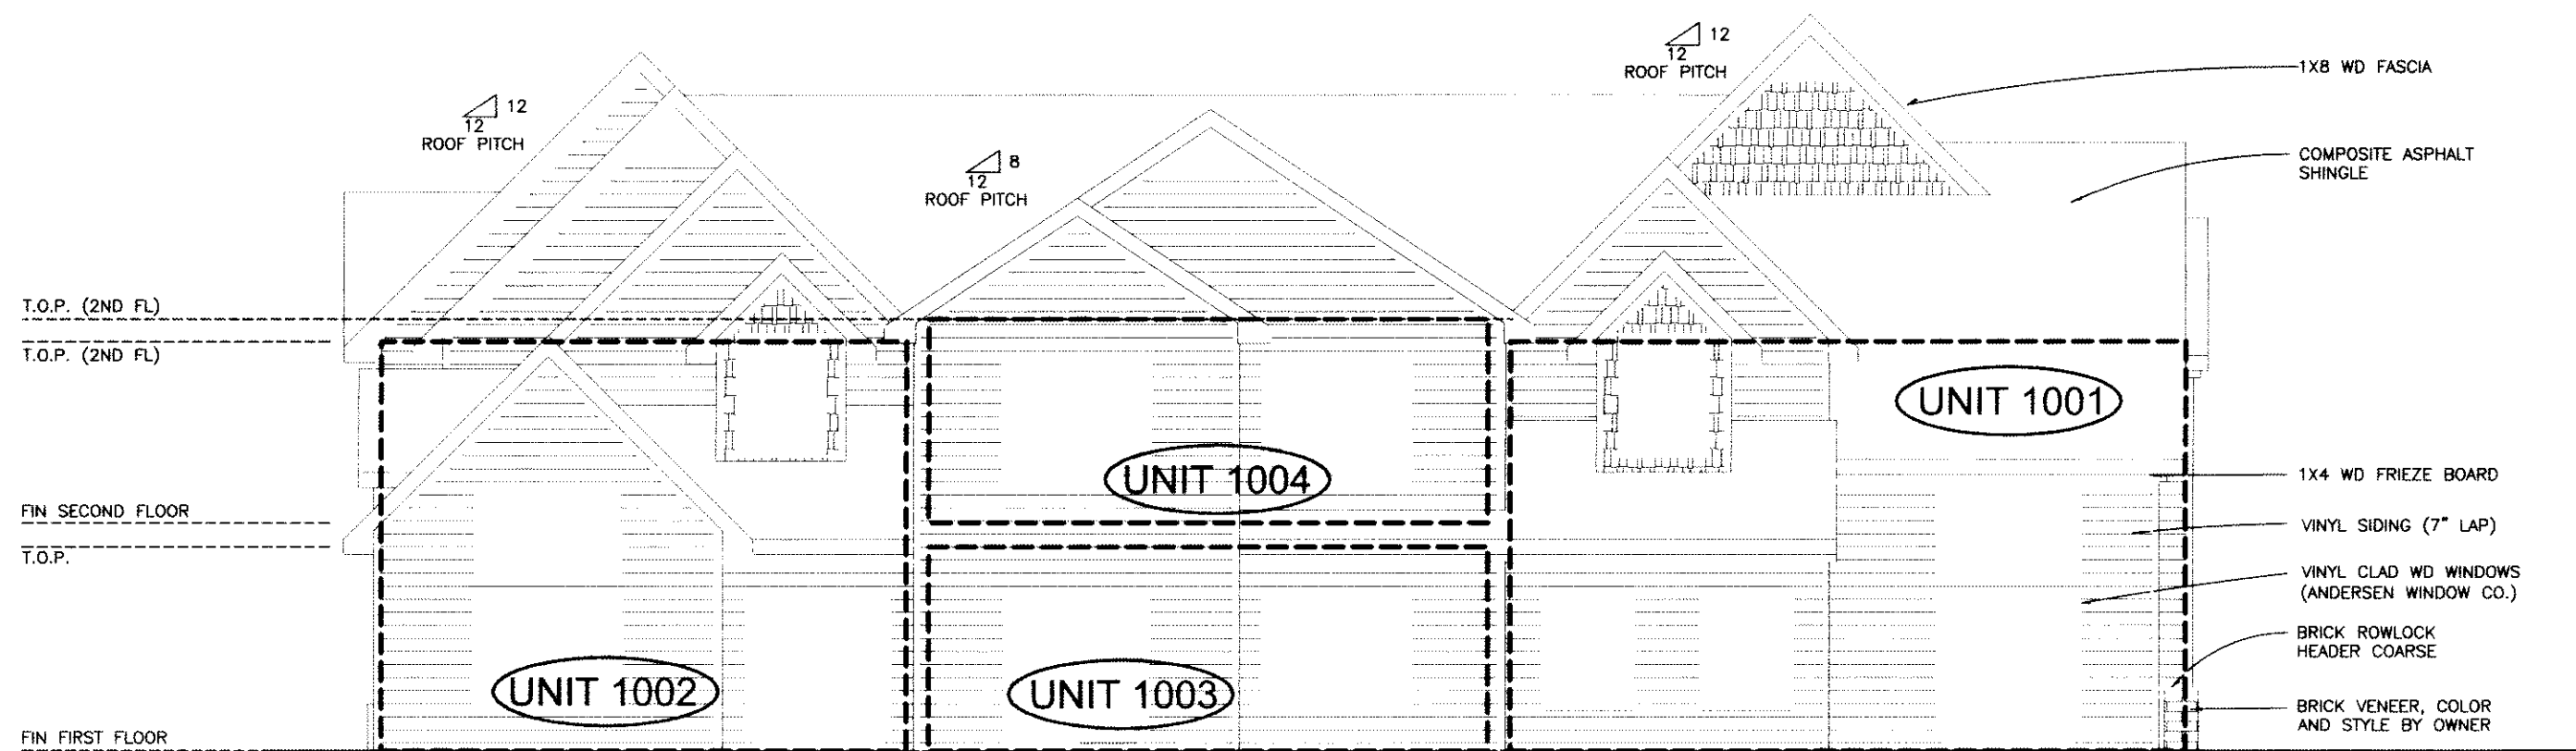 12
12
ROOF PITCH
12
12
ROOF PITCH
8
12
ROOF PITCH
1X8 WD FASCIA
COMPOSITE ASPHALT
SHINGLE
T.O.P. (2ND FL)
T.O.P. (2ND FL)
UNIT 1001
UNIT 1004
1X4 WD FRIEZE BOARD
FIN SECOND FLOOR
VINYL SIDING (7" LAP)
T.O.P.
VINYL CLAD WD WINDOWS
(ANDERSEN WINDOW CO.)
BRICK ROWLOCK
HEADER COARSE
UNIT 1002
UNIT 1003
BRICK VENEER, COLOR
AND STYLE BY OWNER
FIN FIRST FLOOR